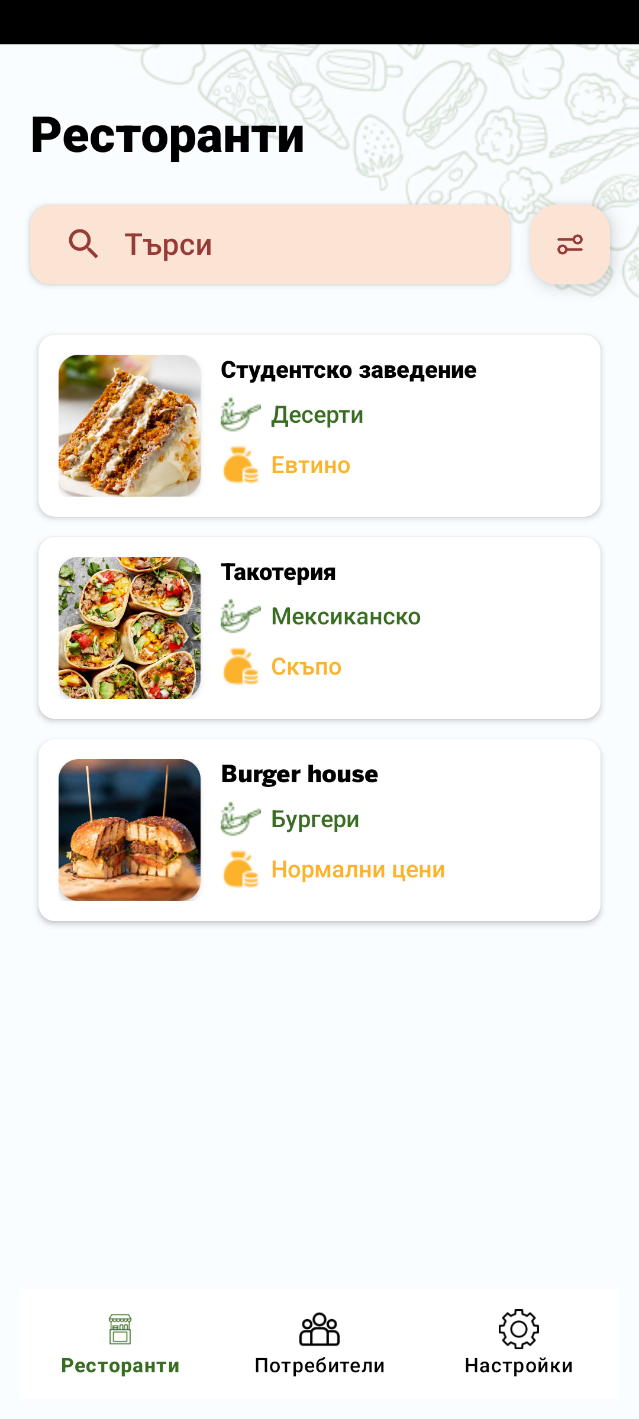 Ресторанти
Търси
Студентско заведение
Десерти
Евтино
Такотерия
Мексиканско
Скъпо
Burger house
Бургери
Нормални цени
Ресторанти
Потребители
Настройки